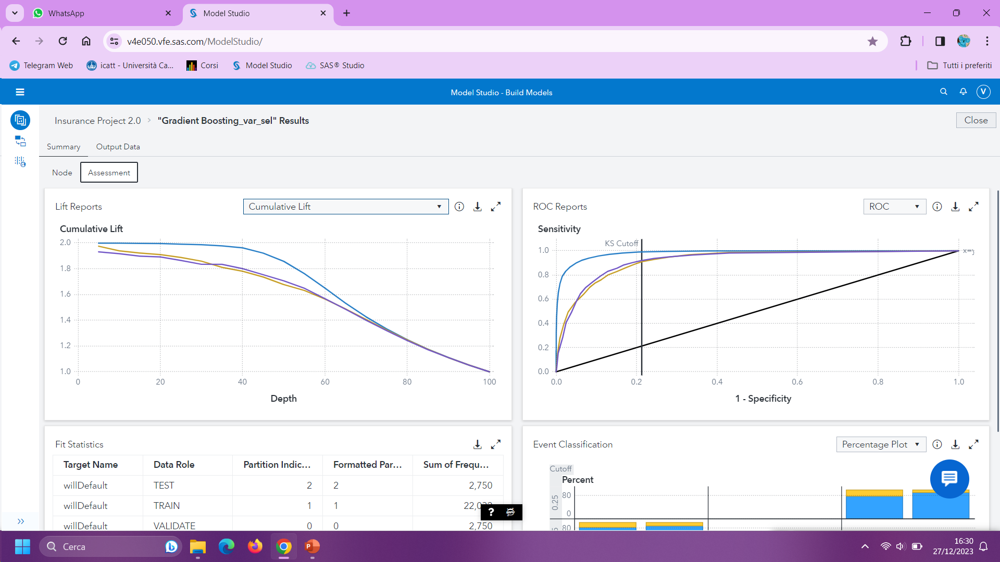 WhatsApp
Model Studio
v4e050.vfe.sas.com/ModelStudio/
Telegram Web
icatt - Università Ca...
Corsi
Model Studio
SAS® Studio
Tutti i preferiti
Model Studio - Build Models
V
Insurance Project 2.0 > "Gradient Boosting_var_sel" Results
Close
Summary
Output Data
Node
Assessment
Lift Reports
Cumulative Lift
Cumulative Lift
2.0
1.8
1.6
1.4
1.2
1.0
0 20 40 60 80 100
Depth
ROC Reports
ROC
Sensitivity
KS Cutoff
1.0
0.8
0.6
0.4
0.2
0.0
0.0 0.2 0.4 0.6 0.8 1.0
1 - Specificity
Fit Statistics
Target Name Data Role Partition Indic... Formatted Par... Sum of Frequ...
willDefault TEST 2 2 2,750
willDefault TRAIN 1 1
willDefault VALIDATE 0 0 2,750
?
Event Classification
Percentage Plot
Cutoff
Percent
0.25
80
0
80
Cerca
16:30
27/12/2023